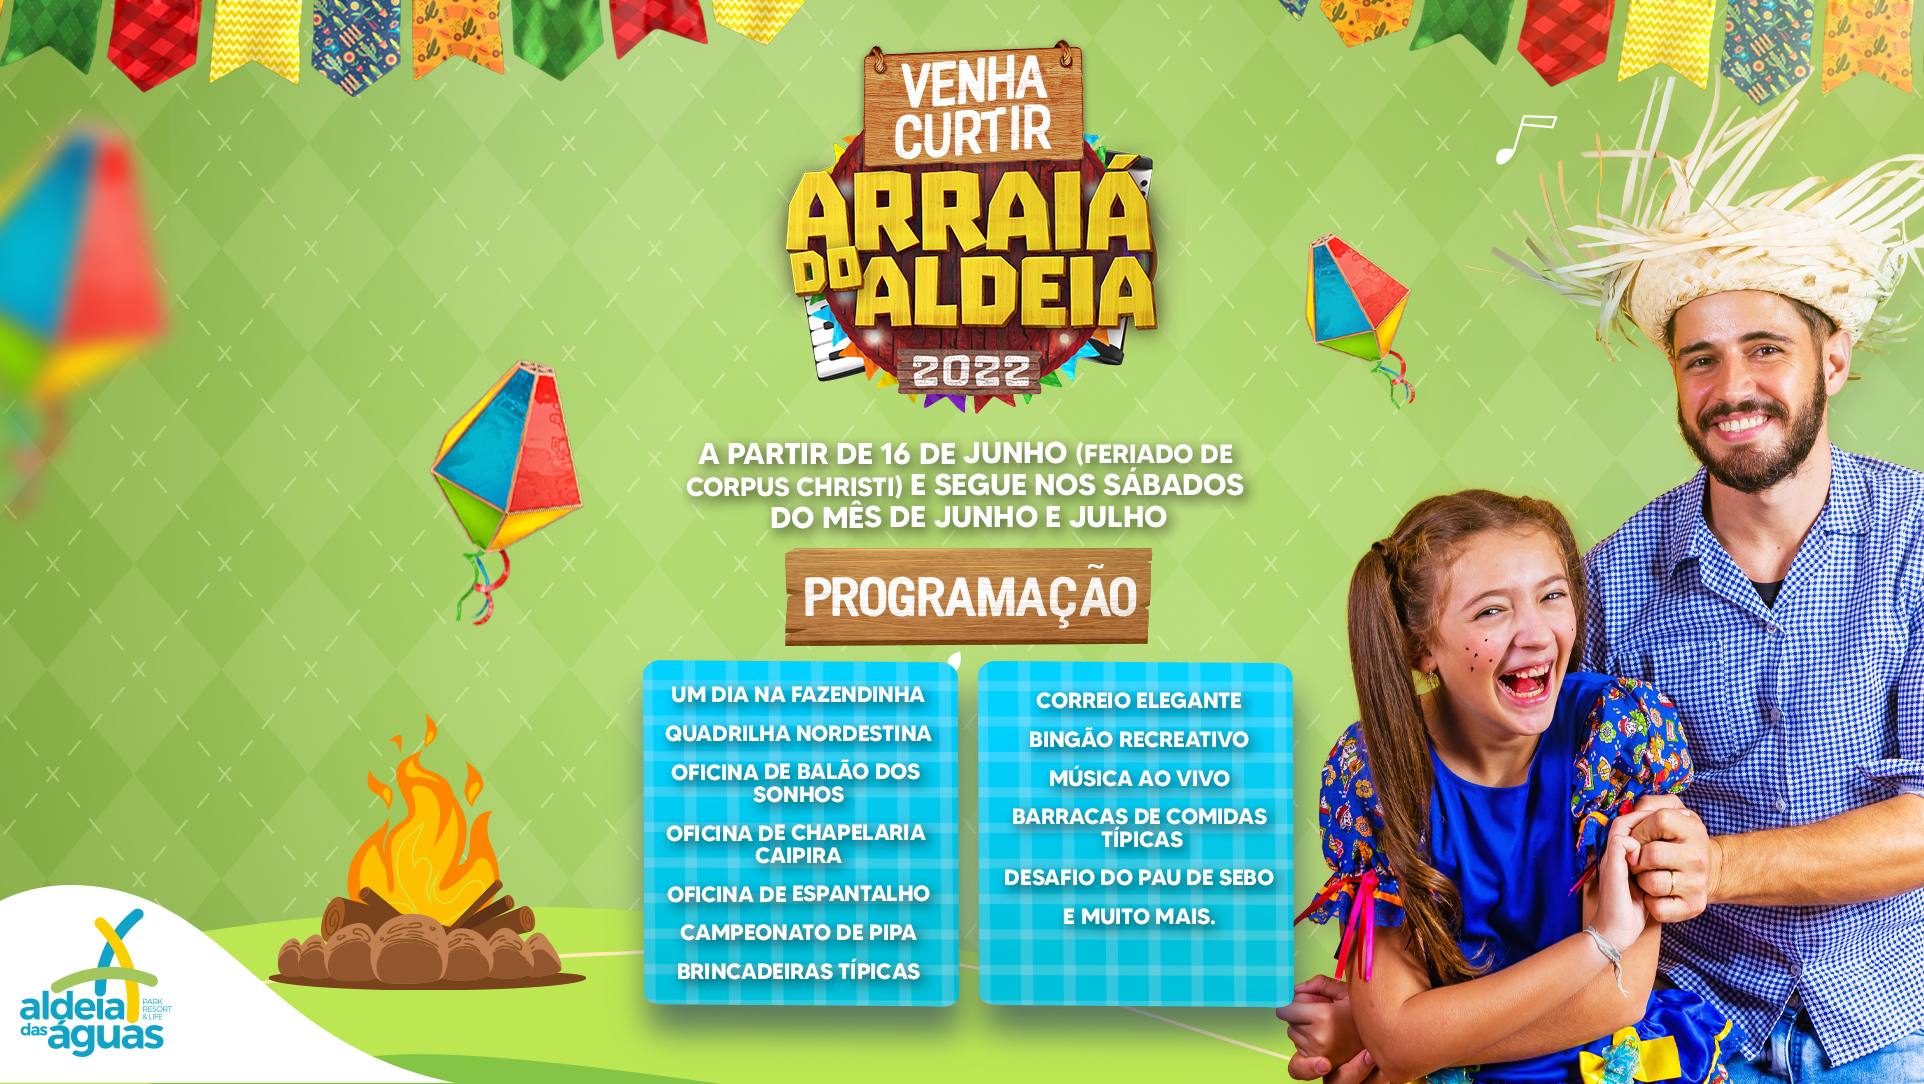 VENHA
CURTIR
ARRAIÁ
DO ALDEIA
2022
A PARTIR DE 16 DE JUNHO (FERIADO DE
CORPUS CHRISTI) E SEGUE NOS SÁBADOS
DO MÊS DE JUNHO E JULHO
PROGRAMAÇÃO
UM DIA NA FAZENDINHA
QUADRILHA NORDESTINA
OFICINA DE BALÃO DOS
SONHOS
OFICINA DE CHAPELARIA
CAIPIRA
OFICINA DE ESPANTALHO
CAMPEONATO DE PIPA
BRINCADEIRAS TÍPICAS
CORREIO ELEGANTE
BINGÃO RECREATIVO
MÚSICA AO VIVO
BARRACAS DE COMIDAS
TÍPICAS
DESAFIO DO PAU DE SEBO
E MUITO MAIS.
aldeia
das águas
PARK
RESORT
& LIFE